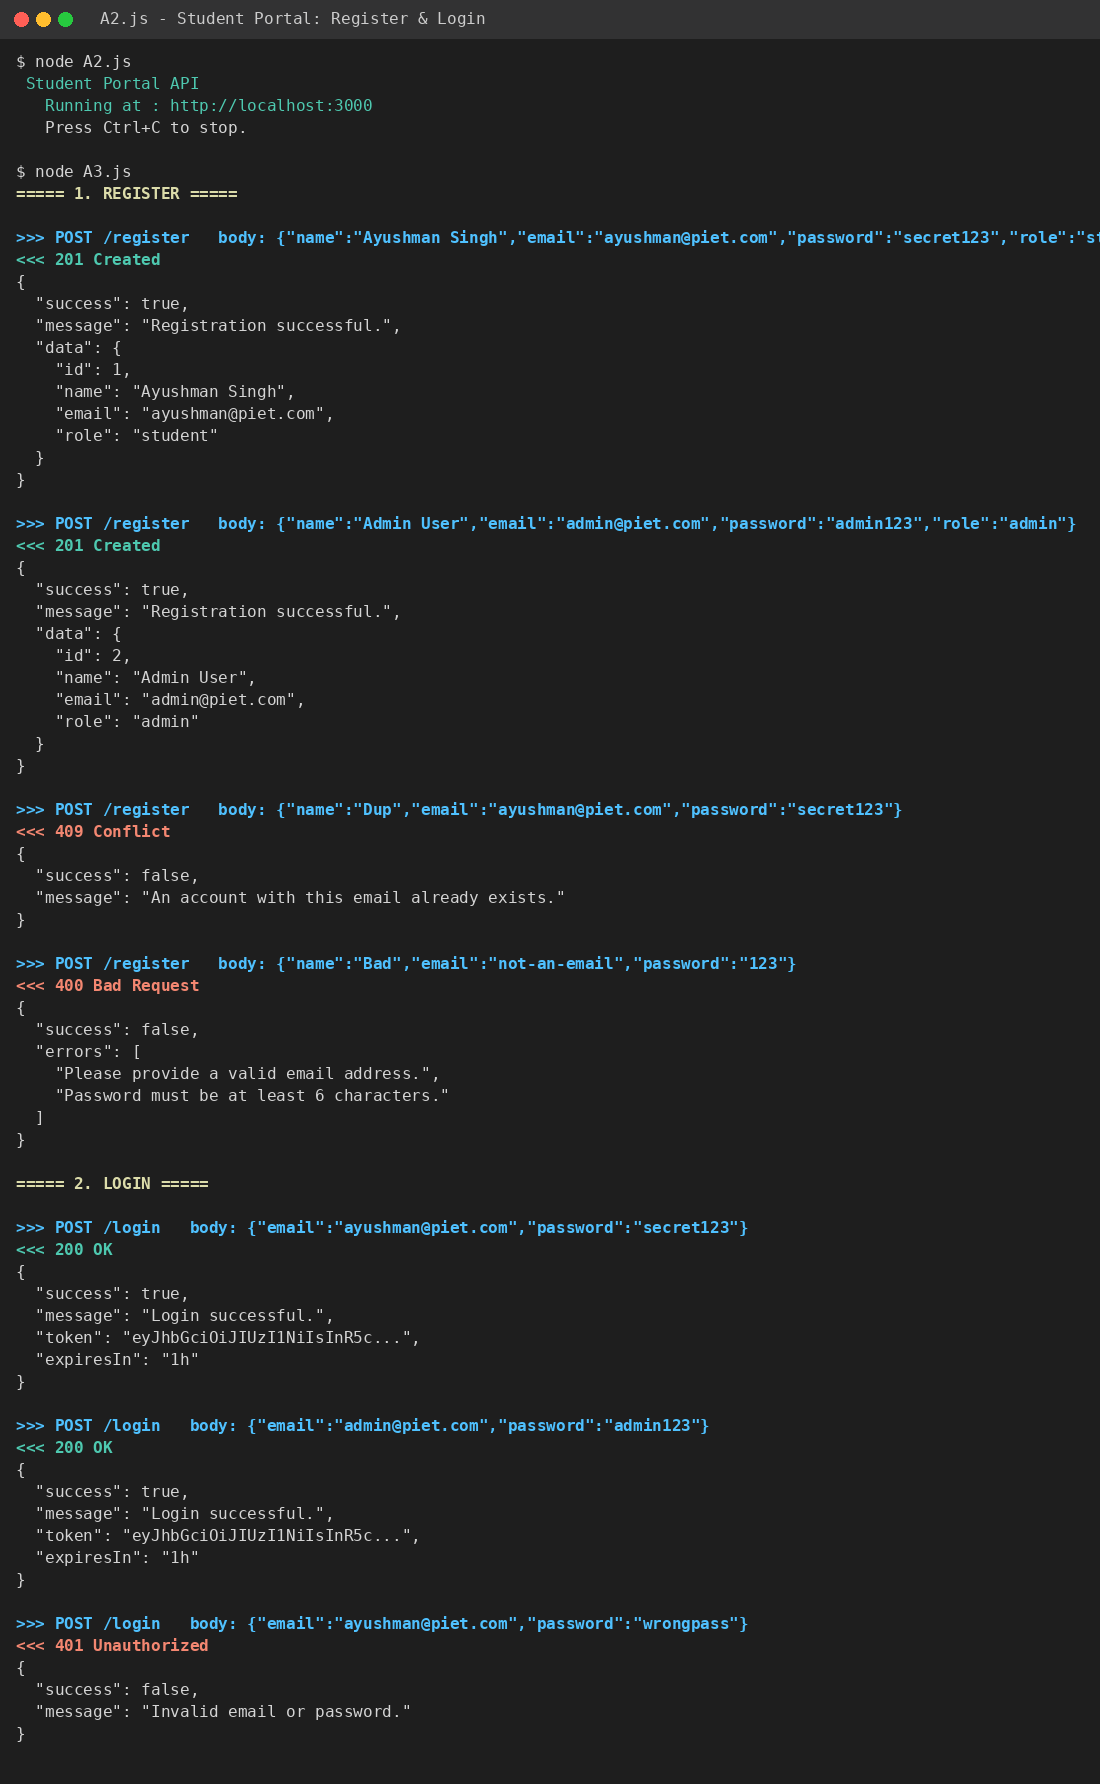 A2.js - Student Portal: Register & Login
$ node A2.js
 Student Portal API
   Running at : http://localhost:3000
   Press Ctrl+C to stop.

$ node A3.js
===== 1. REGISTER =====

>>> POST /register   body: {"name":"Ayushman Singh","email":"ayushman@piet.com","password":"secret123","role":"st
<<< 201 Created
{
  "success": true,
  "message": "Registration successful.",
  "data": {
    "id": 1,
    "name": "Ayushman Singh",
    "email": "ayushman@piet.com",
    "role": "student"
  }
}

>>> POST /register   body: {"name":"Admin User","email":"admin@piet.com","password":"admin123","role":"admin"}
<<< 201 Created
{
  "success": true,
  "message": "Registration successful.",
  "data": {
    "id": 2,
    "name": "Admin User",
    "email": "admin@piet.com",
    "role": "admin"
  }
}

>>> POST /register   body: {"name":"Dup","email":"ayushman@piet.com","password":"secret123"}
<<< 409 Conflict
{
  "success": false,
  "message": "An account with this email already exists."
}

>>> POST /register   body: {"name":"Bad","email":"not-an-email","password":"123"}
<<< 400 Bad Request
{
  "success": false,
  "errors": [
    "Please provide a valid email address.",
    "Password must be at least 6 characters."
  ]
}

===== 2. LOGIN =====

>>> POST /login   body: {"email":"ayushman@piet.com","password":"secret123"}
<<< 200 OK
{
  "success": true,
  "message": "Login successful.",
  "token": "eyJhbGciOiJIUzI1NiIsInR5c...",
  "expiresIn": "1h"
}

>>> POST /login   body: {"email":"admin@piet.com","password":"admin123"}
<<< 200 OK
{
  "success": true,
  "message": "Login successful.",
  "token": "eyJhbGciOiJIUzI1NiIsInR5c...",
  "expiresIn": "1h"
}

>>> POST /login   body: {"email":"ayushman@piet.com","password":"wrongpass"}
<<< 401 Unauthorized
{
  "success": false,
  "message": "Invalid email or password."
}